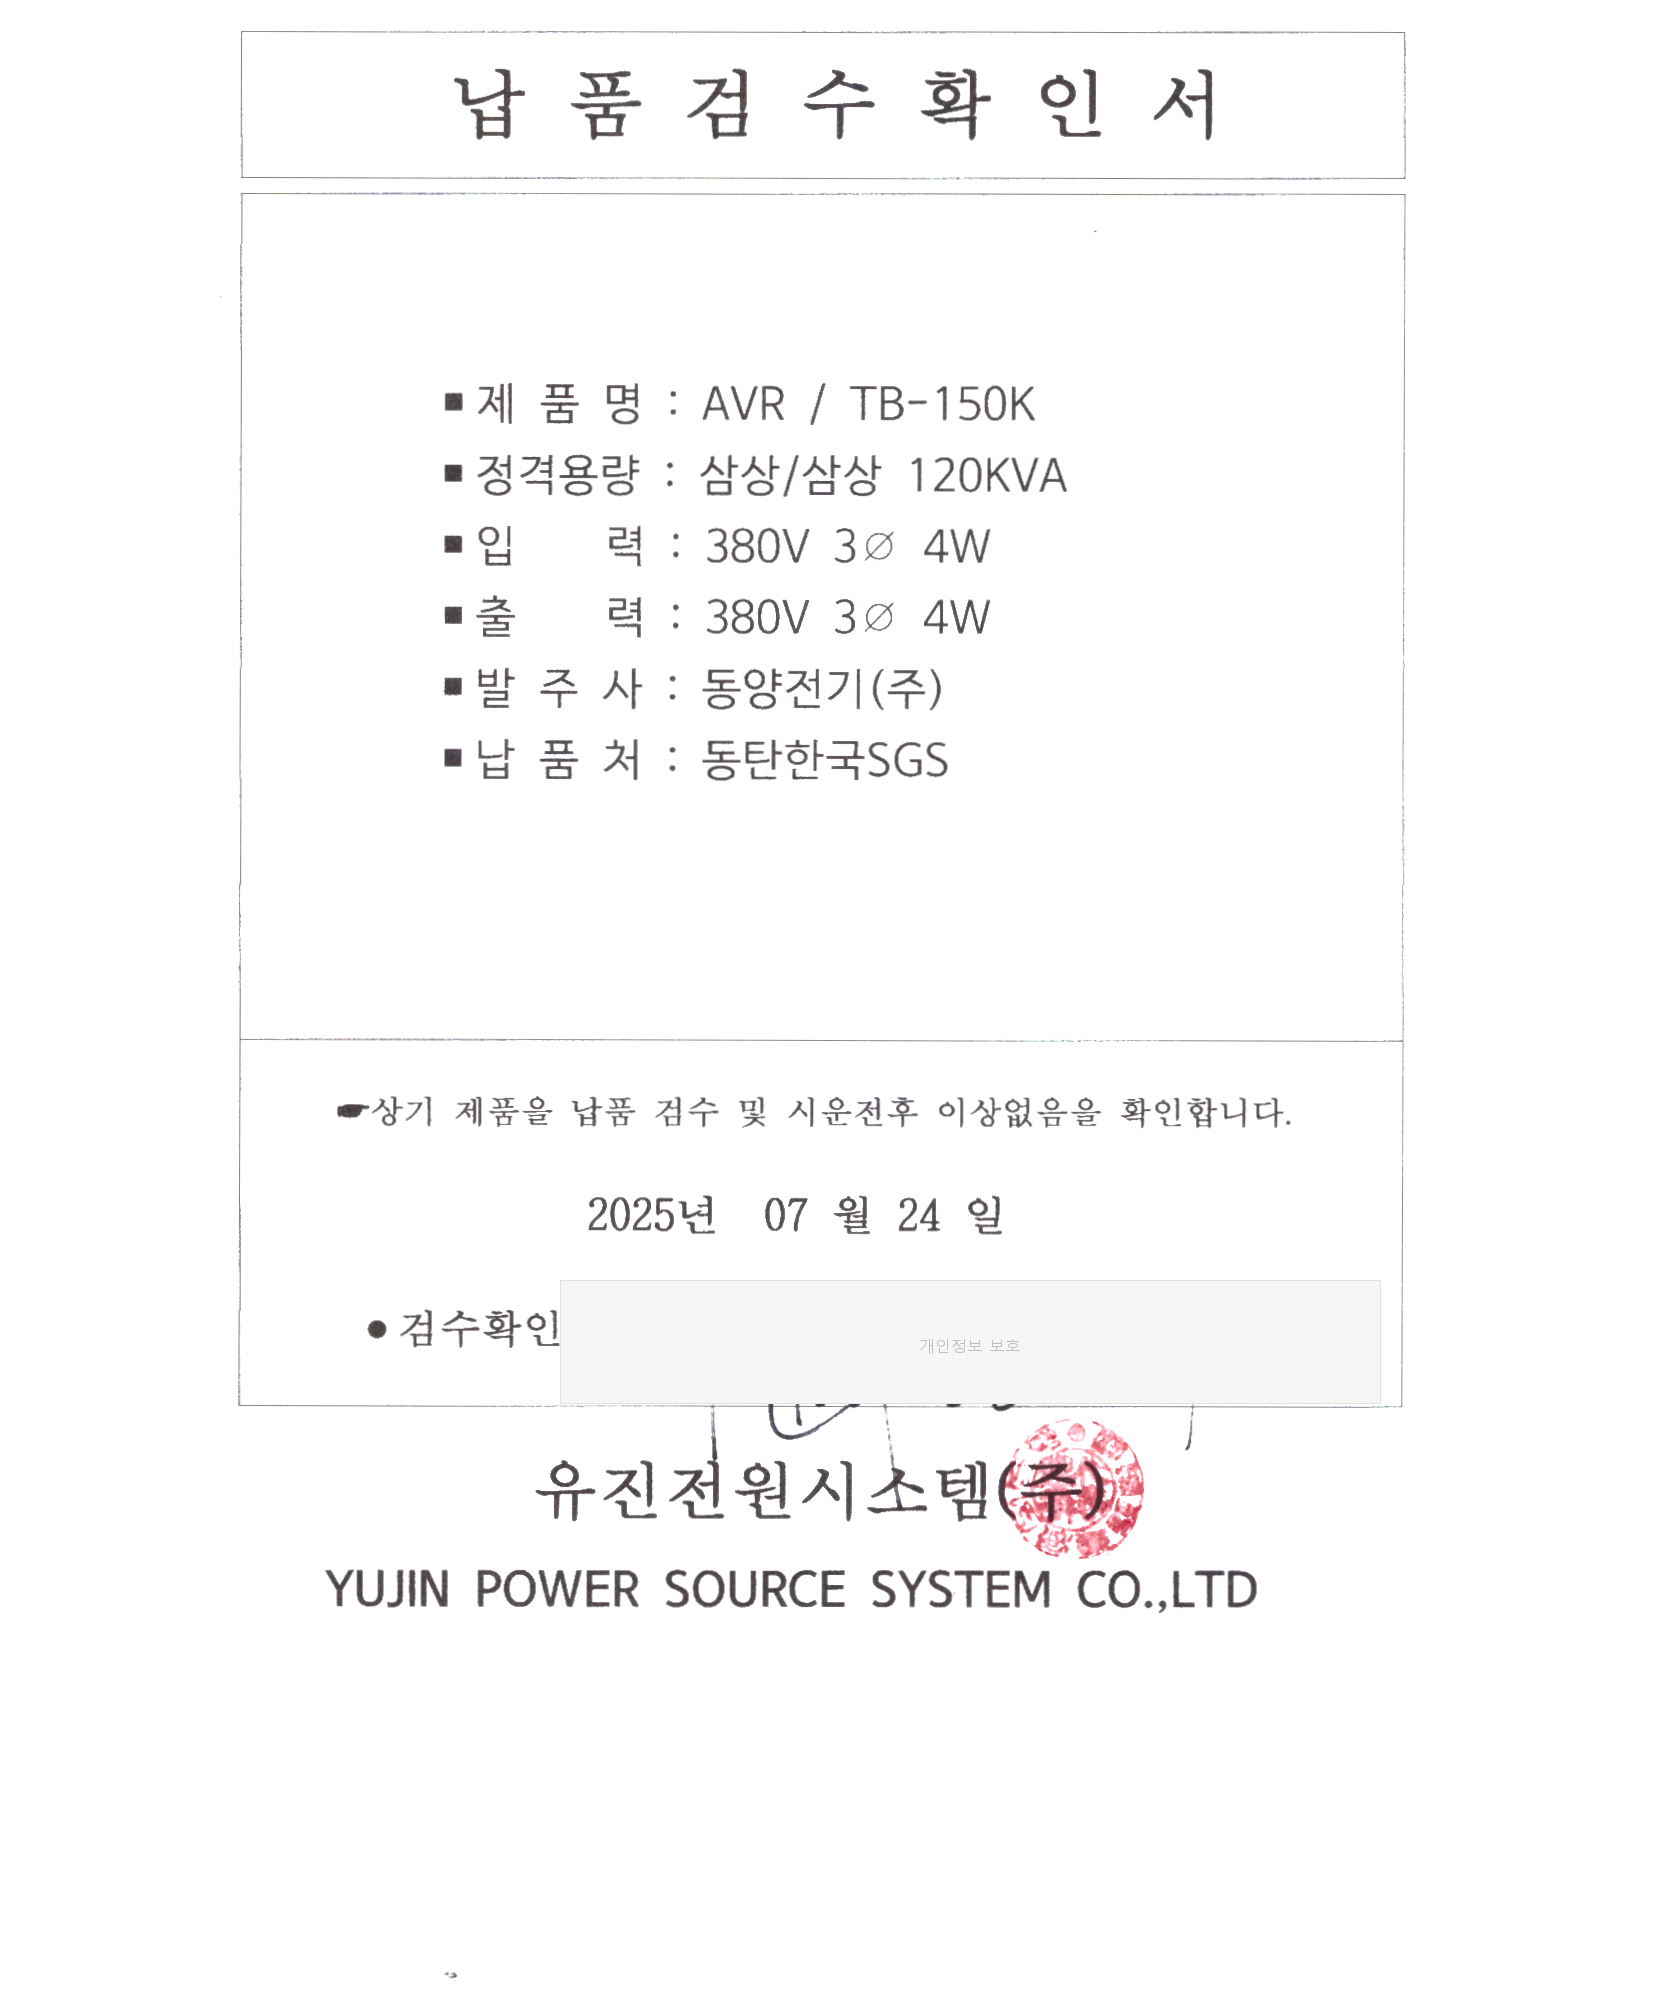 납 품 검 수 확 인 서
■ 제 품 명 : AVR / TB-150K
■ 정격용량 : 삼상/삼상 120KVA
■ 입 력 : 380V 3∅ 4W
■ 출 력 : 380V 3∅ 4W
■ 발 주 사 : 동양전기(주)
■ 납 품 처 : 동탄한국SGS
☛상기 제품을 납품 검수 및 시운전후 이상없음을 확인합니다.
2025년 07 월 24 일
● 검수확인
개인정보 보호
유진전원시스템(주)
YUJIN POWER SOURCE SYSTEM CO.,LTD